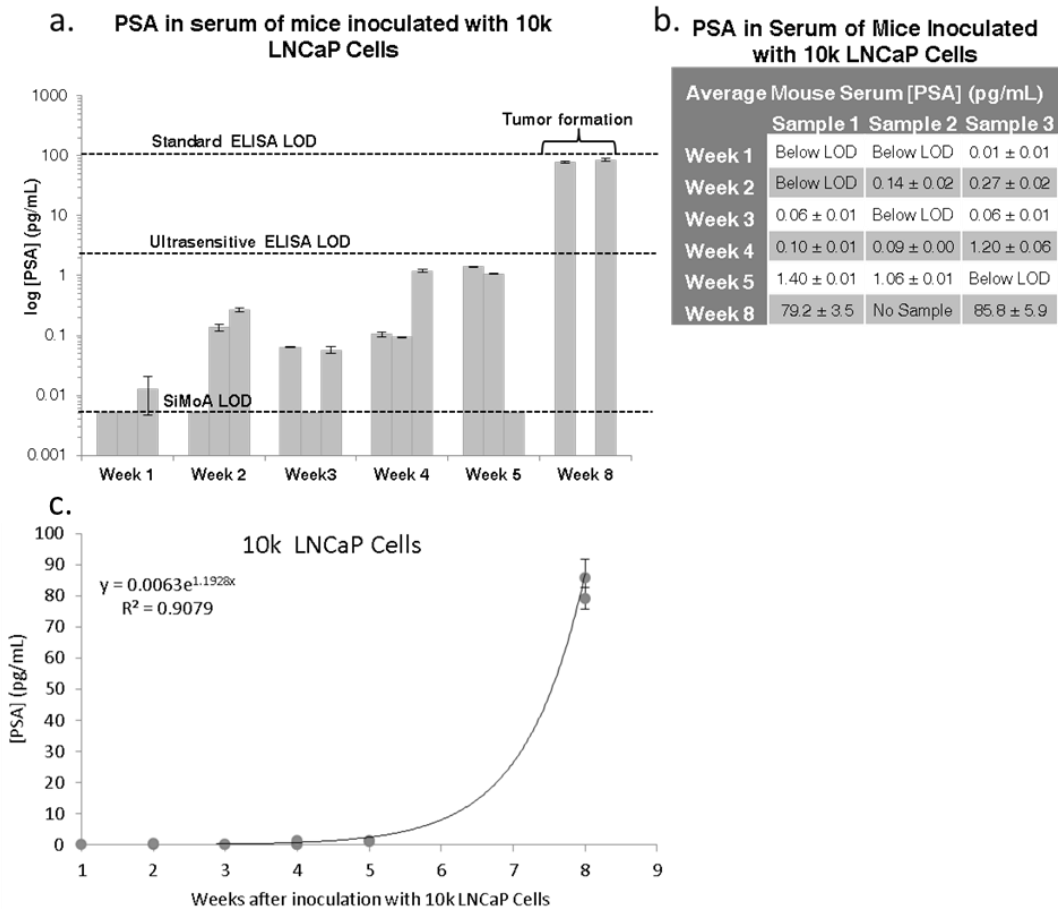 a.
PSA in serum of mice inoculated with 10k
LNCaP Cells
log [PSA] (pg/mL)
1000
100
10
1
0.1
0.01
0.001
Standard ELISA LOD
Ultrasensitive ELISA LOD
SiMoA LOD
Tumor formation
Week 1 Week 2 Week3 Week 4 Week 5 Week 8
b.
PSA in Serum of Mice Inoculated
with 10k LNCaP Cells
Average Mouse Serum [PSA] (pg/mL)
Sample 1 Sample 2 Sample 3
Week 1 Below LOD Below LOD 0.01 ± 0.01
Week 2 Below LOD 0.14 ± 0.02 0.27 ± 0.02
Week 3 0.06 ± 0.01 Below LOD 0.06 ± 0.01
Week 4 0.10 ± 0.01 0.09 ± 0.00 1.20 ± 0.06
Week 5 1.40 ± 0.01 1.06 ± 0.01 Below LOD
Week 8 79.2 ± 3.5 No Sample 85.8 ± 5.9
c.
10k LNCaP Cells
y = 0.0063e^1.1928x
R² = 0.9079
[PSA] (pg/mL)
100
90
80
70
60
50
40
30
20
10
0
1 2 3 4 5 6 7 8 9
Weeks after inoculation with 10k LNCaP Cells